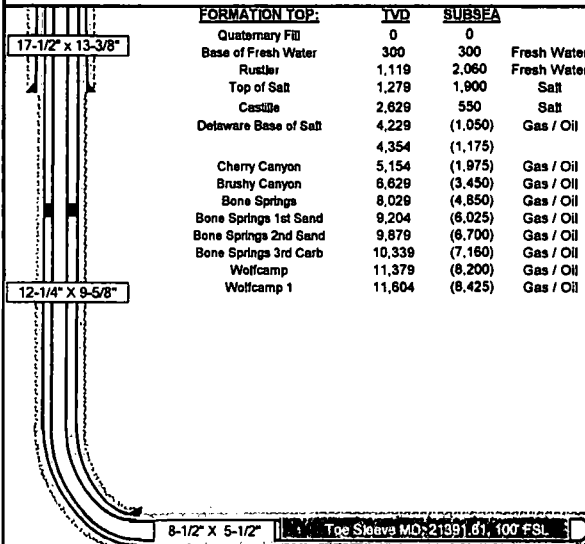 FORMATION TOP: TVD SUBSEA
Quaternary Fill 0 0
17-1/2" x 13-3/8"
Base of Fresh Water 300 300 Fresh Water
Rustler 1,119 2,060 Fresh Water
Top of Salt 1,279 1,900 Salt
Castille 2,629 550 Salt
Delaware Base of Salt 4,229 (1,050) Gas / Oil
4,354 (1,175)
Cherry Canyon 5,154 (1,975) Gas / Oil
Brushy Canyon 6,629 (3,450) Gas / Oil
Bone Springs 8,029 (4,850) Gas / Oil
Bone Springs 1st Sand 9,204 (6,025) Gas / Oil
Bone Springs 2nd Sand 9,879 (6,700) Gas / Oil
Bone Springs 3rd Carb 10,339 (7,160) Gas / Oil
Wolfcamp 11,379 (8,200) Gas / Oil
12-1/4" X 9-5/8"
Wolfcamp 1 11,604 (8,425) Gas / Oil
8-1/2" X 5-1/2"
Toe Sleeve MD: 21391.61, 100' FSL